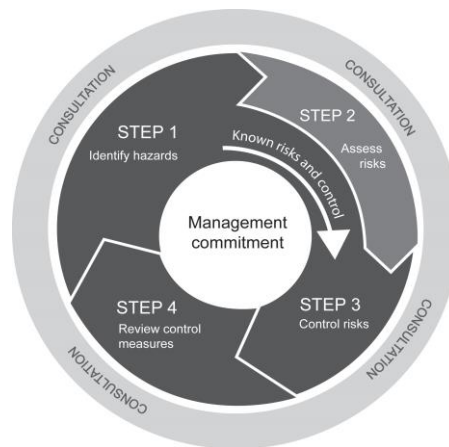 CONSULTATION
CONSULTATION
STEP 1
Identify hazards
STEP 2
Assess
risks
Known risks and control
Management
commitment
STEP 4
Review control
measures
STEP 3
Control risks
CONSULTATION
CONSULTATION